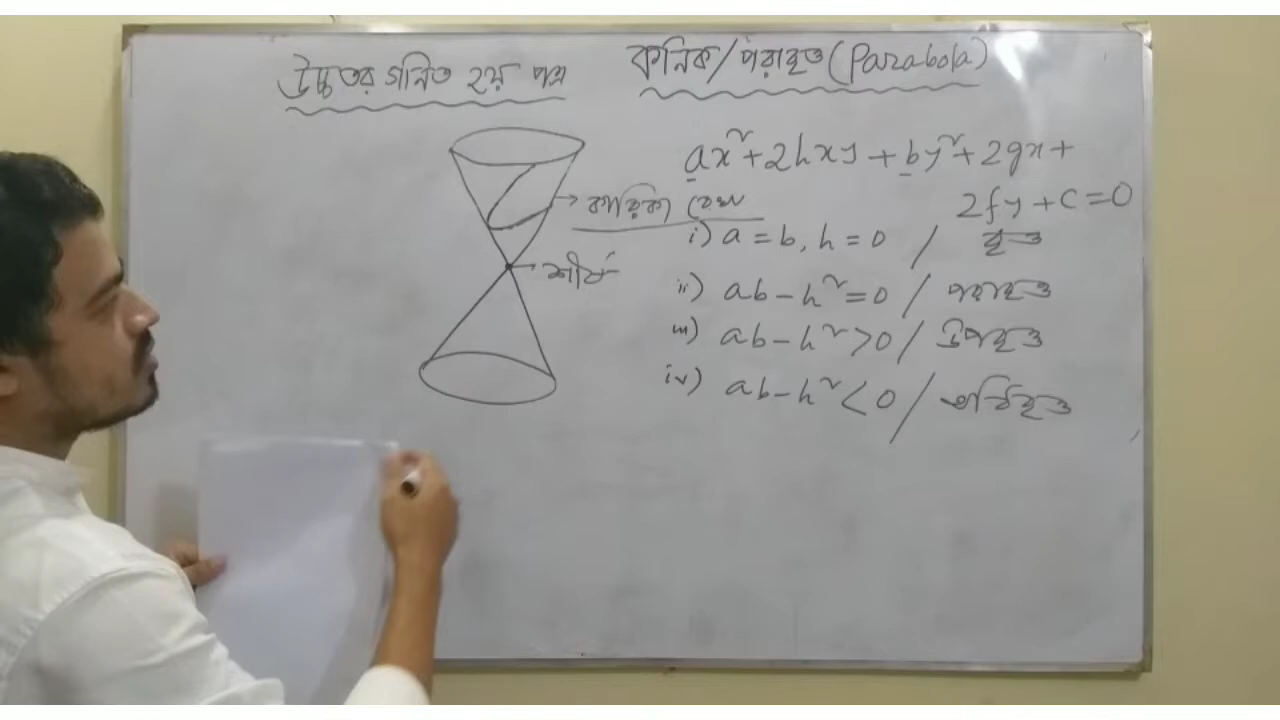 উচ্চতর গনিত ২য় পত্র
কনিক/পরাবৃত্ত (Parabola)
ax²+2hxy+by²+2gx+
2fy+c=0
→ কারিকা রেখা
শীর্ষ
i) a=b, h=0 / বৃত্ত
ii) ab-h²=0 / পরাবৃত্ত
iii) ab-h²>0 / উপবৃত্ত
iv) ab-h²<0 / অধিবৃত্ত